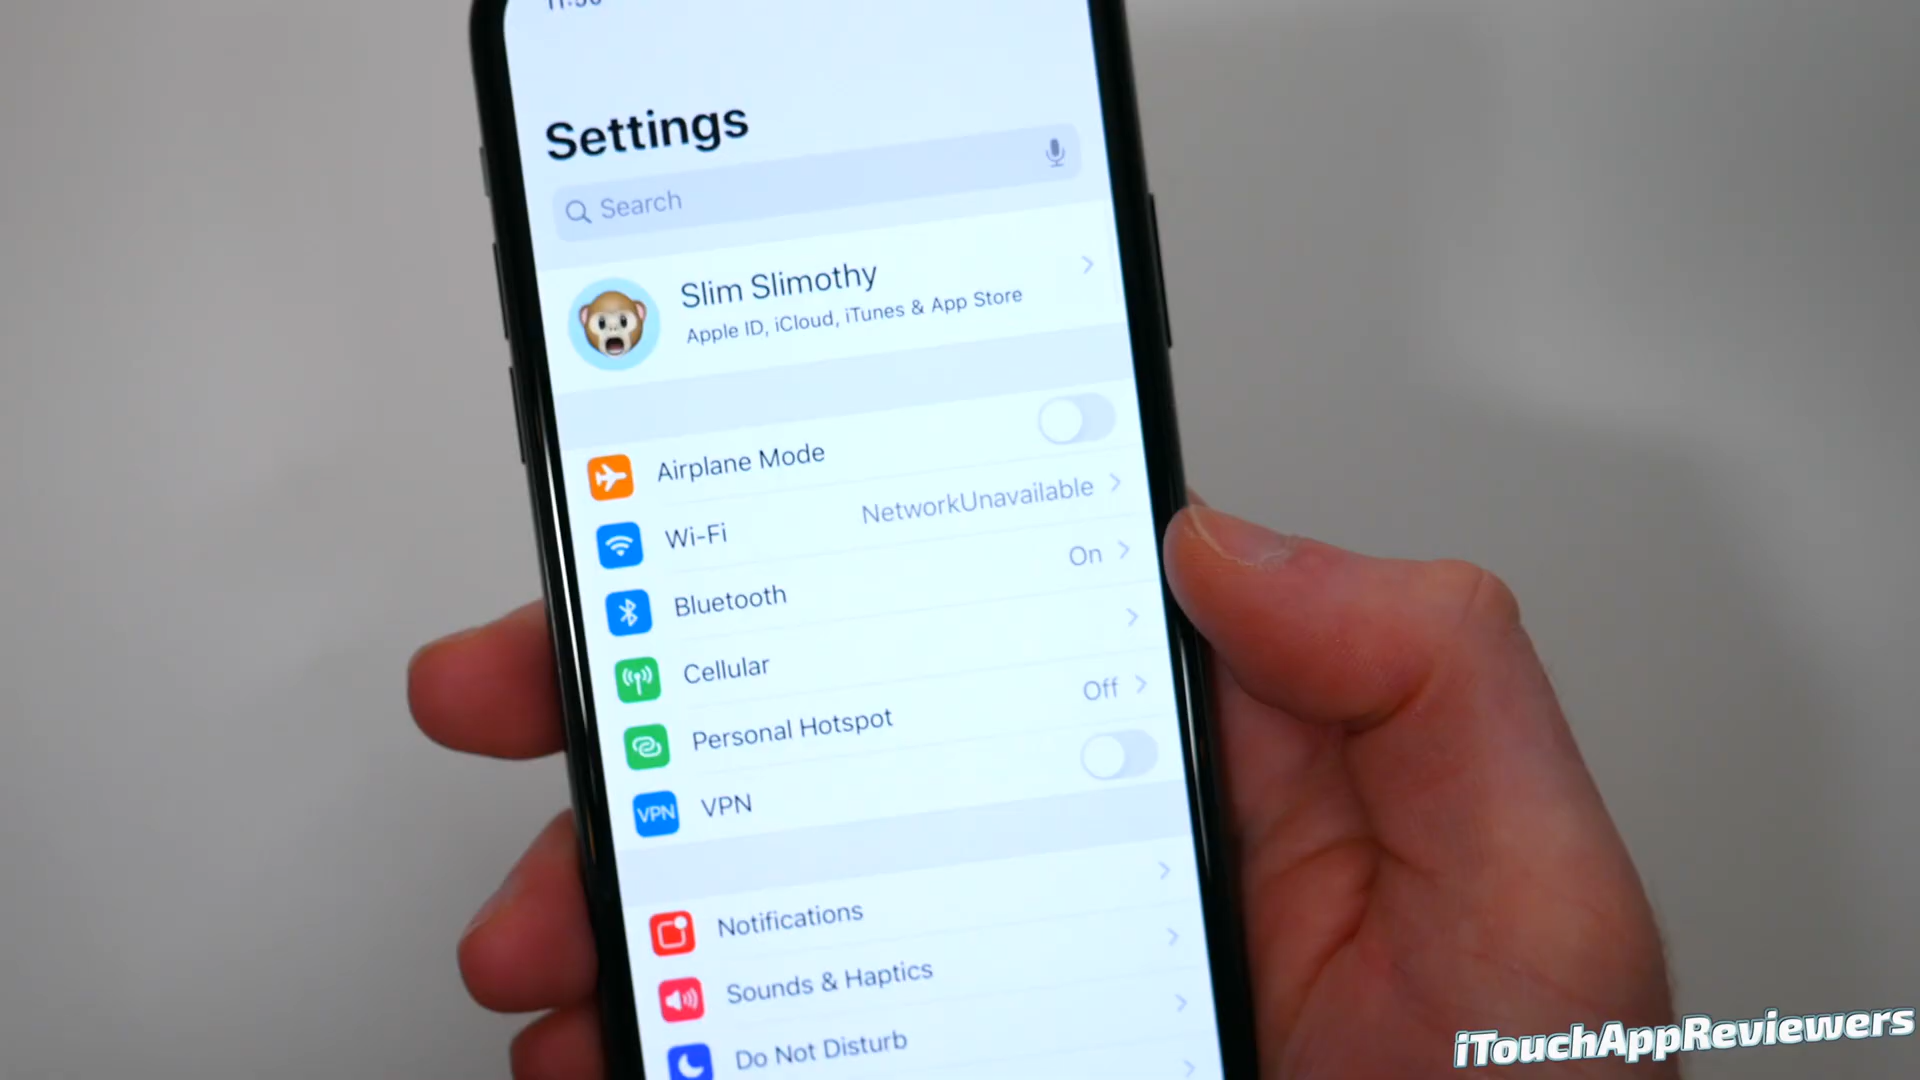 Settings
Search
Slim Slimothy
Apple ID, iCloud, iTunes & App Store
Airplane Mode
Wi-Fi NetworkUnavailable
Bluetooth On
Cellular
Personal Hotspot Off
VPN VPN
Notifications
Sounds & Haptics
Do Not Disturb
iTouchAppReviewers